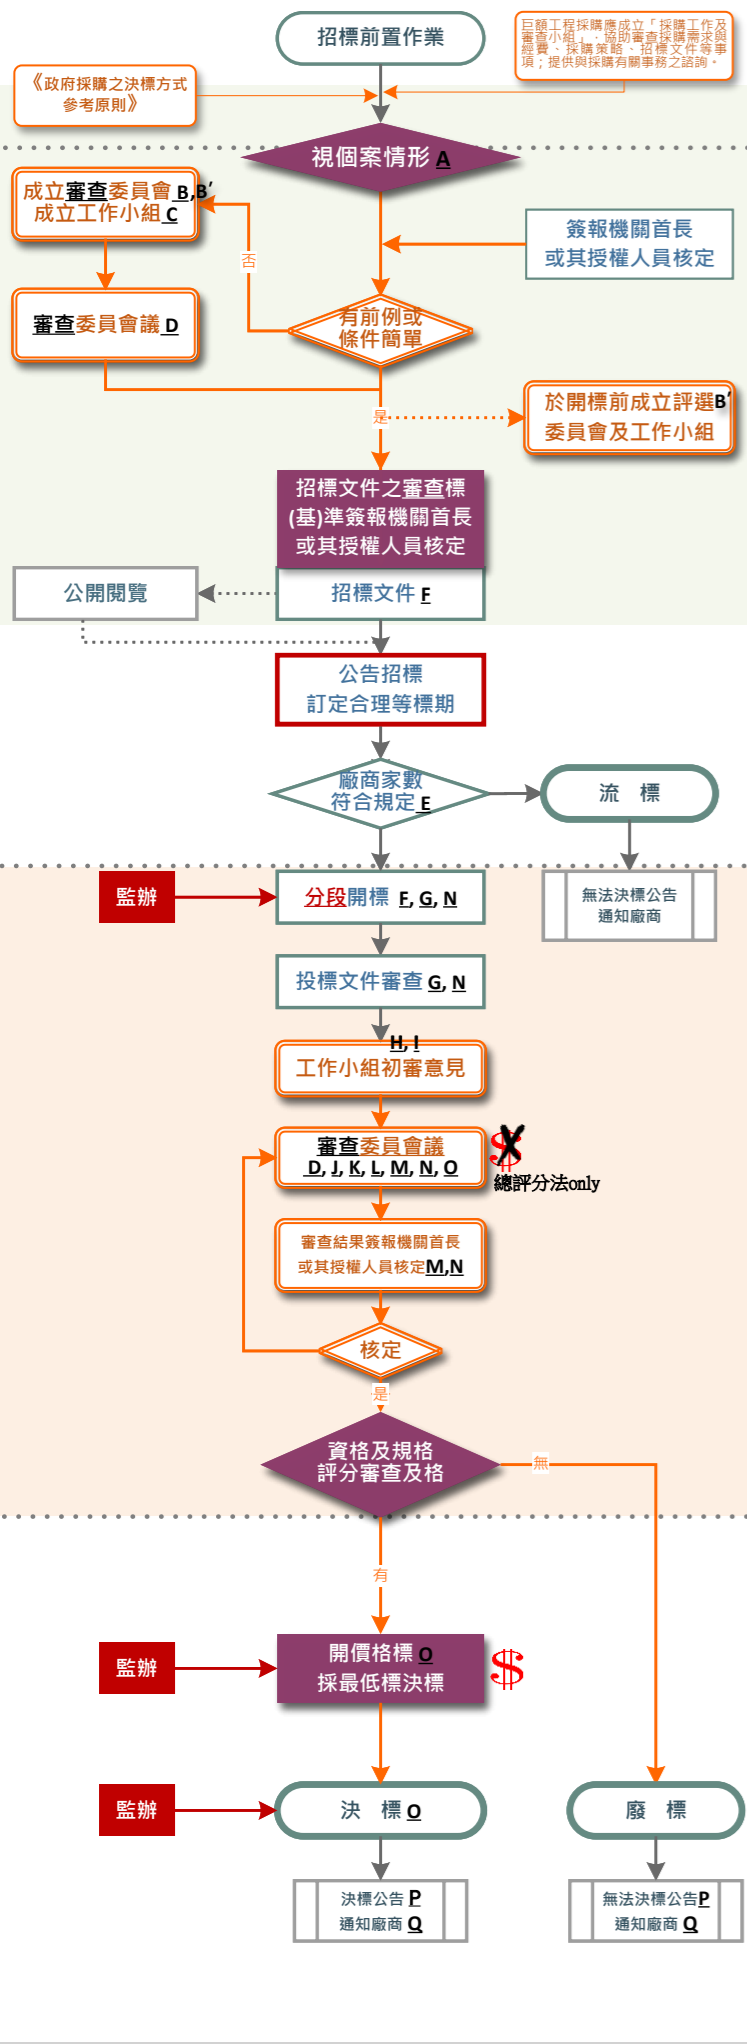 招標前置作業
巨額工程採購應成立「採購工作及
審查小組」，協助審查採購需求與
經費、採購策略、招標文件等事
項；提供與採購有關事務之諮詢。
《政府採購之決標方式
參考原則》
視個案情形 A
成立審查委員會 B,B′
成立工作小組 C
簽報機關首長
或其授權人員核定
否
審查委員會議 D
有前例或
條件簡單
是
於開標前成立評選B′
委員會及工作小組
招標文件之審查標
(基)準簽報機關首長
或其授權人員核定
公開閱覽
招標文件 F
公告招標
訂定合理等標期
廠商家數
符合規定 E
流 標
監辦
分段開標 F, G, N
無法決標公告
通知廠商
投標文件審查 G, N
H, I
工作小組初審意見
審查委員會議
D, J, K, L, M, N, O
$
X
總評分法only
審查結果簽報機關首長
或其授權人員核定M,N
核定
是
資格及規格
評分審查及格
無
有
監辦
開價格標 O
採最低標決標
$
監辦
決 標 O
廢 標
決標公告 P
通知廠商 Q
無法決標公告P
通知廠商 Q